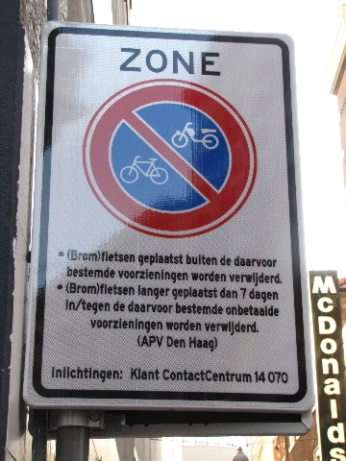 ZONE
• (Brom)fietsen geplaatst buiten de daarvoor
bestemde voorzieningen worden verwijderd.
• (Brom)fietsen langer geplaatst dan 7 dagen
in/tegen de daarvoor bestemde onbetaalde
voorzieningen worden verwijderd.
(APV Den Haag)
Inlichtingen: Klant ContactCentrum 14 070
McDonalds